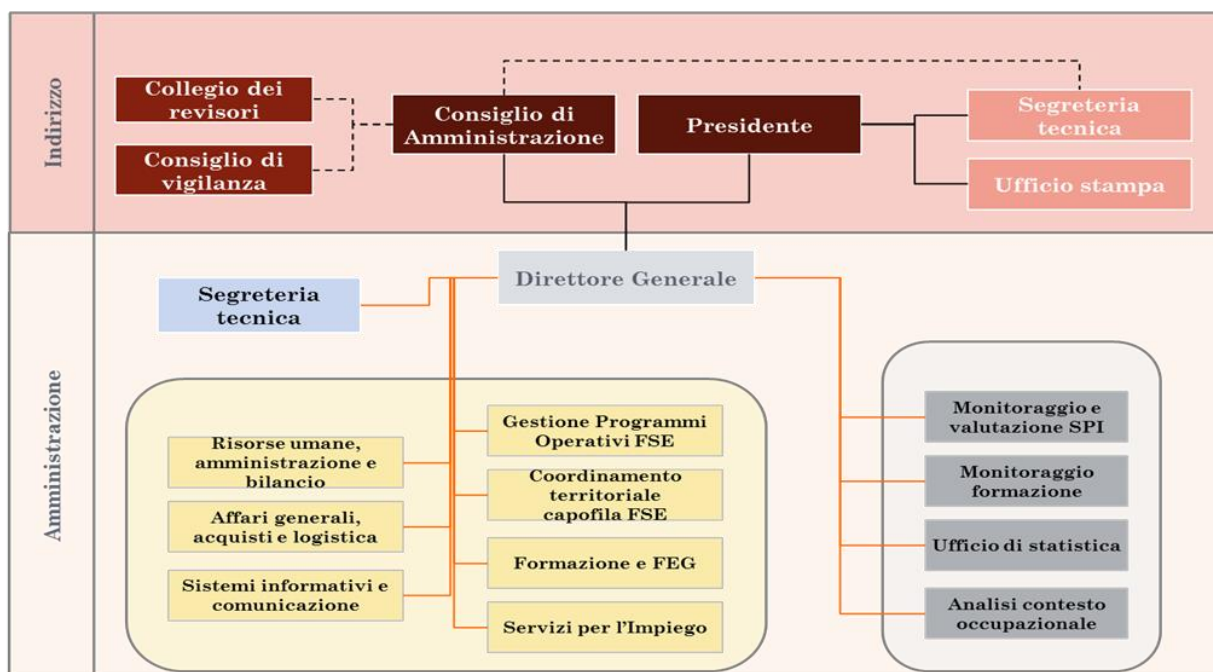 Indirizzo
Collegio dei
revisori
Consiglio di
vigilanza
Consiglio di
Amministrazione
Presidente
Segreteria
tecnica
Ufficio stampa
Amministrazione
Direttore Generale
Segreteria
tecnica
Risorse umane,
amministrazione e
bilancio
Affari generali,
acquisti e logistica
Sistemi informativi e
comunicazione
Gestione Programmi
Operativi FSE
Coordinamento
territoriale
capofila FSE
Formazione e FEG
Servizi per l'Impiego
Monitoraggio e
valutazione SPI
Monitoraggio
formazione
Ufficio di statistica
Analisi contesto
occupazionale